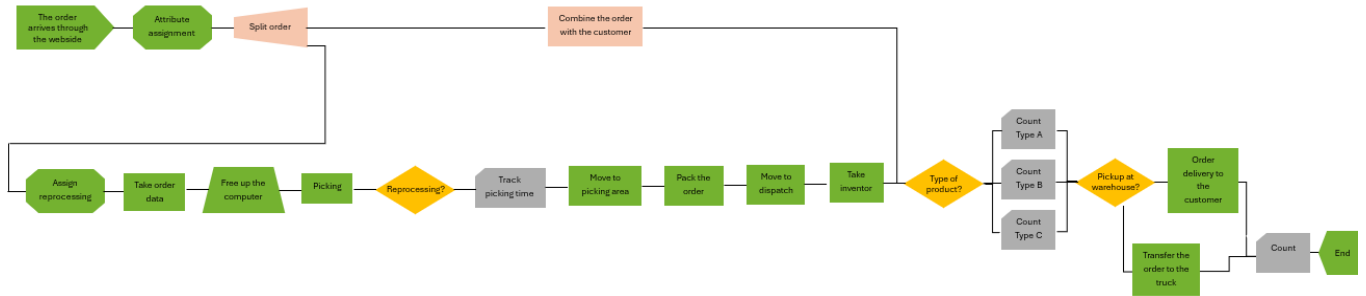 The order
arrives through
the webside
Attribute
assignment
Split order
Combine the order
with the customer
Assign
reprocessing
Take order
data
Free up the
computer
Picking
Reprocessing?
Track
picking time
Move to
picking area
Pack the
order
Move to
dispatch
Take
inventor
Type of
product?
Count
Type A
Count
Type B
Count
Type C
Pickup at
warehouse?
Order
delivery to
the
customer
Transfer the
order to the
truck
Count
End